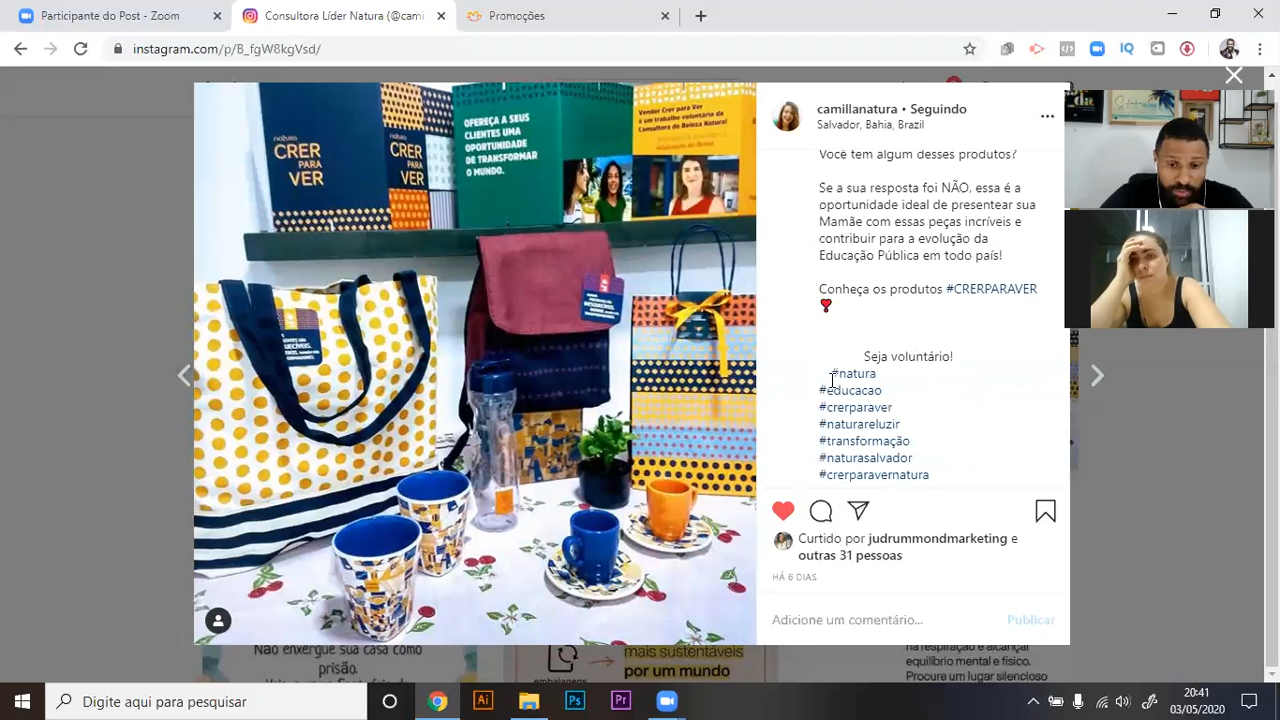 Participante do Post - Zoom
Consultora Líder Natura (@cami
Promoções
instagram.com/p/B_fgW8kgVsd/
natura
CRER
PARA
VER
CRER
PARA
VER
OFEREÇA A SEUS
CLIENTES UMA
OPORTUNIDADE
DE TRANSFORMAR
O MUNDO.
Vender Crer para Ver
é um trabalho voluntário da
Consultora de Beleza Natura!
camillanatura • Seguindo
Salvador, Bahia, Brazil
Você tem algum desses produtos?
Se a sua resposta foi NÃO, essa é a
oportunidade ideal de presentear sua
Mamãe com essas peças incríveis e
contribuir para a evolução da
Educação Pública em todo país!
Conheça os produtos #CRERPARAVER
Seja voluntário!
#natura
#educacao
#crerparaver
#naturareluzir
#transformação
#naturasalvador
#crerparavernatura
Curtido por judrummondmarketing e
outras 31 pessoas
HÁ 6 DIAS
Adicione um comentário...
Publicar
Não enxergue sua casa como
prisão.
embalagens
mais sustentáveis
por um mundo
na respiração e alcançar
equilíbrio mental e físico.
Procure um lugar silencioso
Digite aqui para pesquisar
20:41
03/05/2020